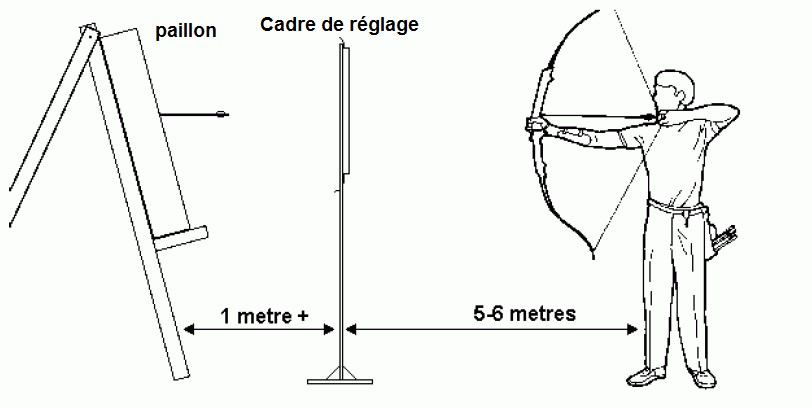 paillon
Cadre de réglage
1 metre +
5-6 metres